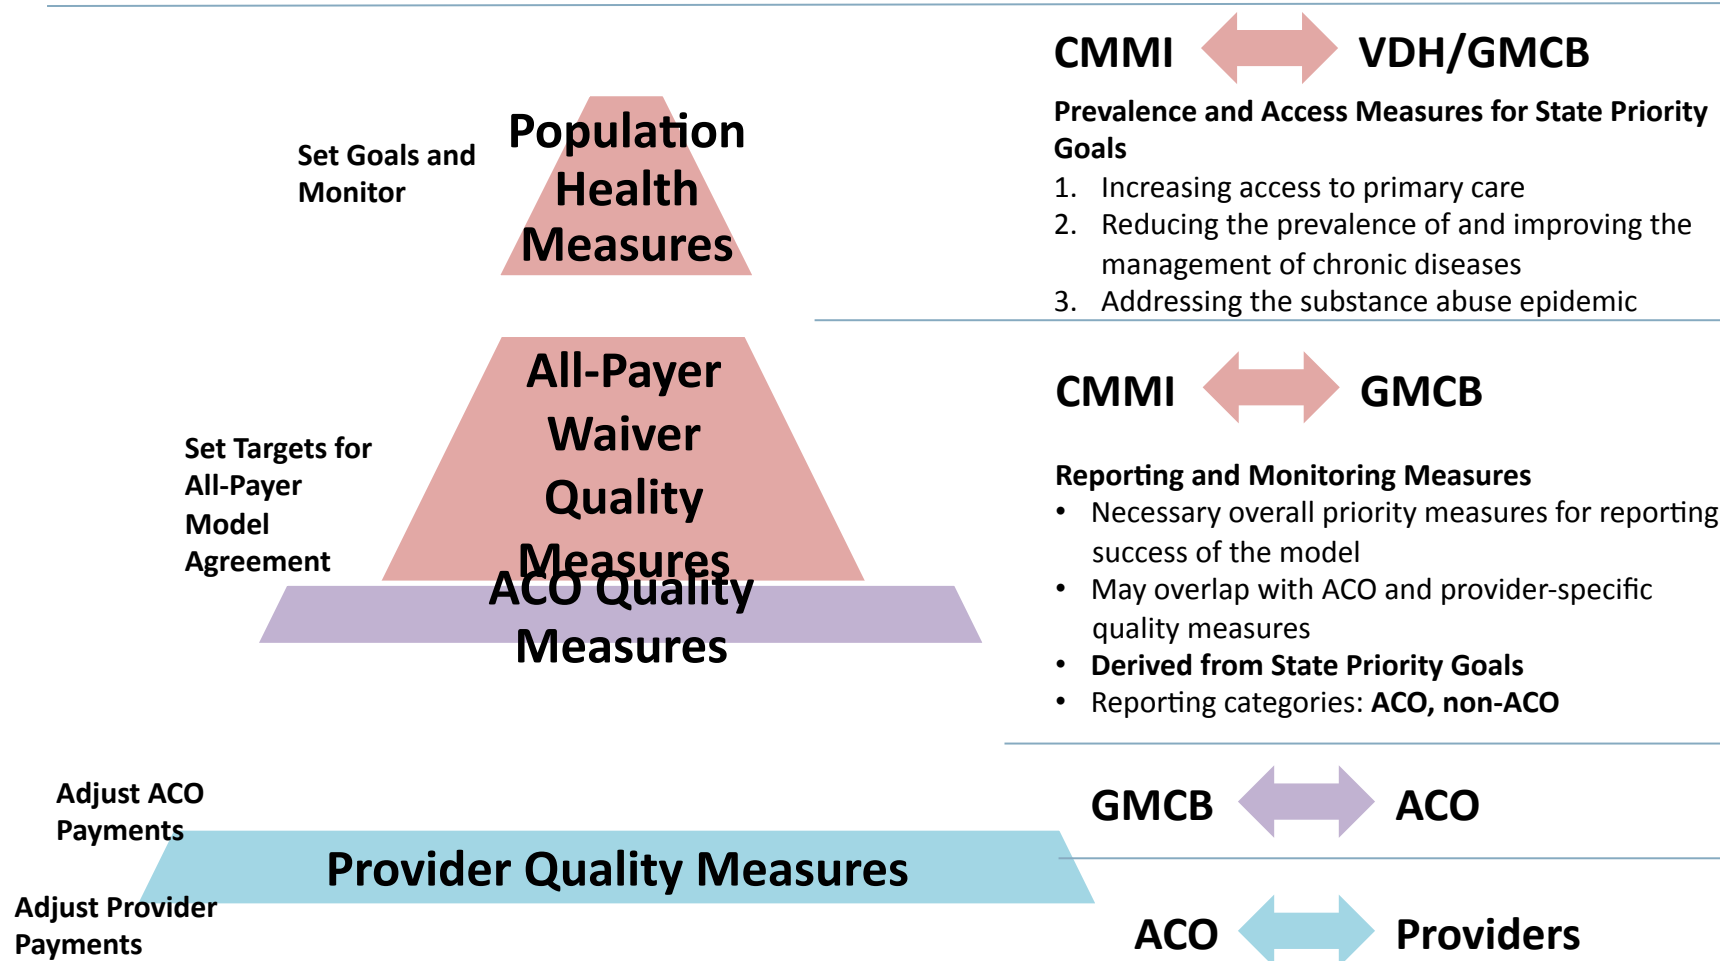 CMMI VDH/GMCB
Set Goals and
Monitor
Population
Health
Measures
Prevalence and Access Measures for State Priority
Goals
1. Increasing access to primary care
2. Reducing the prevalence of and improving the
management of chronic diseases
3. Addressing the substance abuse epidemic
Set Targets for
All-Payer
Model
Agreement
All-Payer
Waiver
Quality
Measures
CMMI GMCB
Reporting and Monitoring Measures
• Necessary overall priority measures for reporting
success of the model
• May overlap with ACO and provider-specific
quality measures
• Derived from State Priority Goals
• Reporting categories: ACO, non-ACO
ACO Quality
Measures
Adjust ACO
Payments
GMCB ACO
Provider Quality Measures
Adjust Provider
Payments
ACO Providers